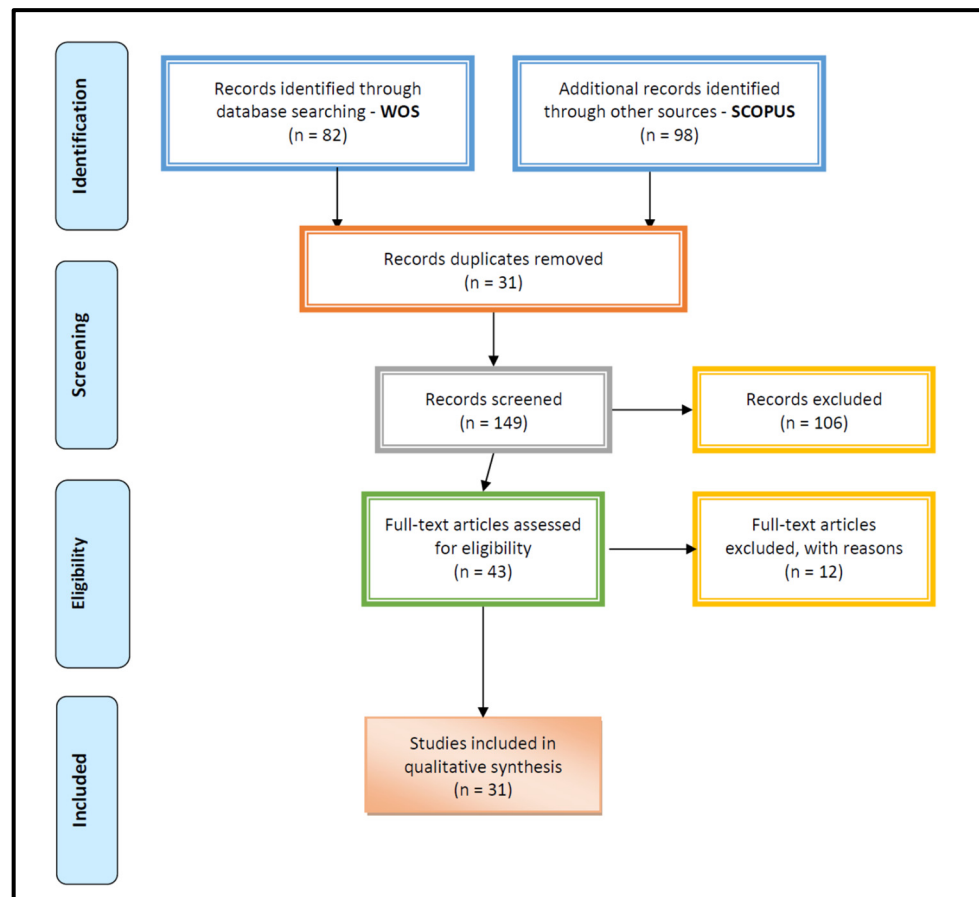 Identification
Records identified through
database searching - WOS
(n = 82)
Additional records identified
through other sources - SCOPUS
(n = 98)
Records duplicates removed
(n = 31)
Screening
Records screened
(n = 149)
Records excluded
(n = 106)
Eligibility
Full-text articles assessed
for eligibility
(n = 43)
Full-text articles
excluded, with reasons
(n = 12)
Included
Studies included in
qualitative synthesis
(n = 31)